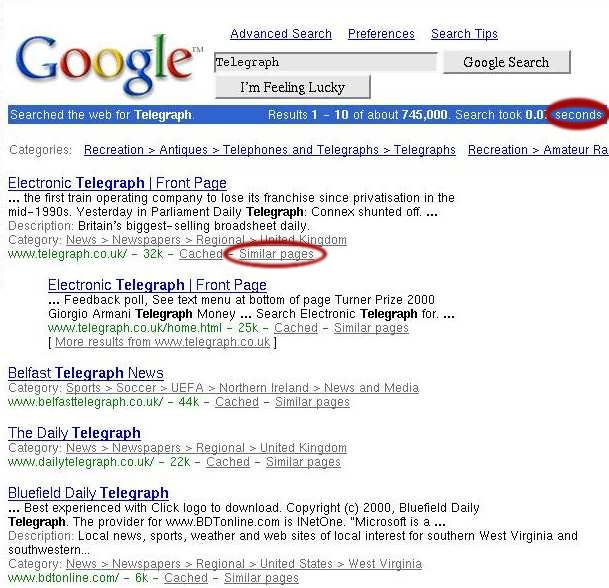 Advanced Search Preferences Search Tips
Google™
Telegraph Google Search
I'm Feeling Lucky
Searched the web for Telegraph. Results 1 - 10 of about 745,000. Search took 0.07 seconds
Categories: Recreation > Antiques > Telephones and Telegraphs > Telegraphs Recreation > Amateur Ra
Electronic Telegraph | Front Page
... the first train operating company to lose its franchise since privatisation in the
mid-1990s. Yesterday in Parliament Daily Telegraph: Connex shunted off. ...
Description: Britain's biggest-selling broadsheet daily.
Category: News > Newspapers > Regional > United Kingdom
www.telegraph.co.uk/ - 32k - Cached - Similar pages
Electronic Telegraph | Front Page
... Feedback poll, See text menu at bottom of page Turner Prize 2000
Giorgio Armani Telegraph Money ... Search Electronic Telegraph for. ...
www.telegraph.co.uk/home.html - 25k - Cached - Similar pages
[ More results from www.telegraph.co.uk ]
Belfast Telegraph News
Category: Sports > Soccer > UEFA > Northern Ireland > News and Media
www.belfasttelegraph.co.uk/ - 44k - Cached - Similar pages
The Daily Telegraph
Category: News > Newspapers > Regional > United Kingdom
www.dailytelegraph.co.uk/ - 22k - Cached - Similar pages
Bluefield Daily Telegraph
... Best experienced with Click logo to download. Copyright (c) 2000, Bluefield Daily
Telegraph. The provider for www.BDTonline.com is INetOne. "Microsoft is a ...
Description: Local news, sports, weather and web sites of local interest for southern West Virginia and
southwestern...
Category: News > Newspapers > Regional > United States > West Virginia
www.bdtonline.com/ - 6k - Cached - Similar pages